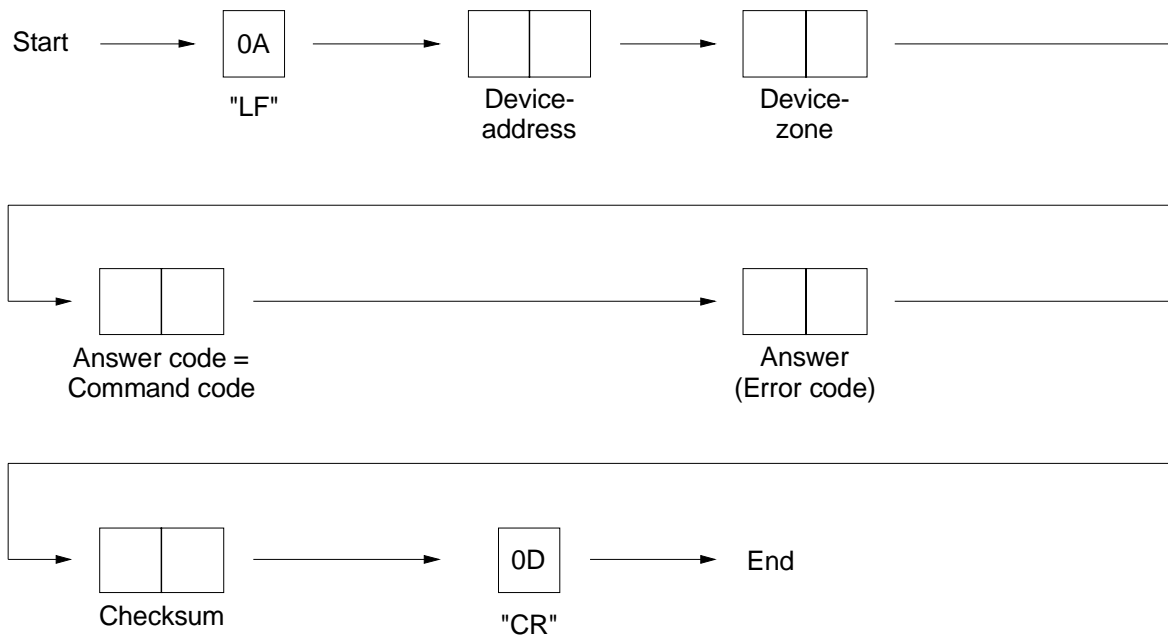 Start
0A
"LF"
Device-
address
Device-
zone
Answer code =
Command code
Answer
(Error code)
Checksum
0D
"CR"
End